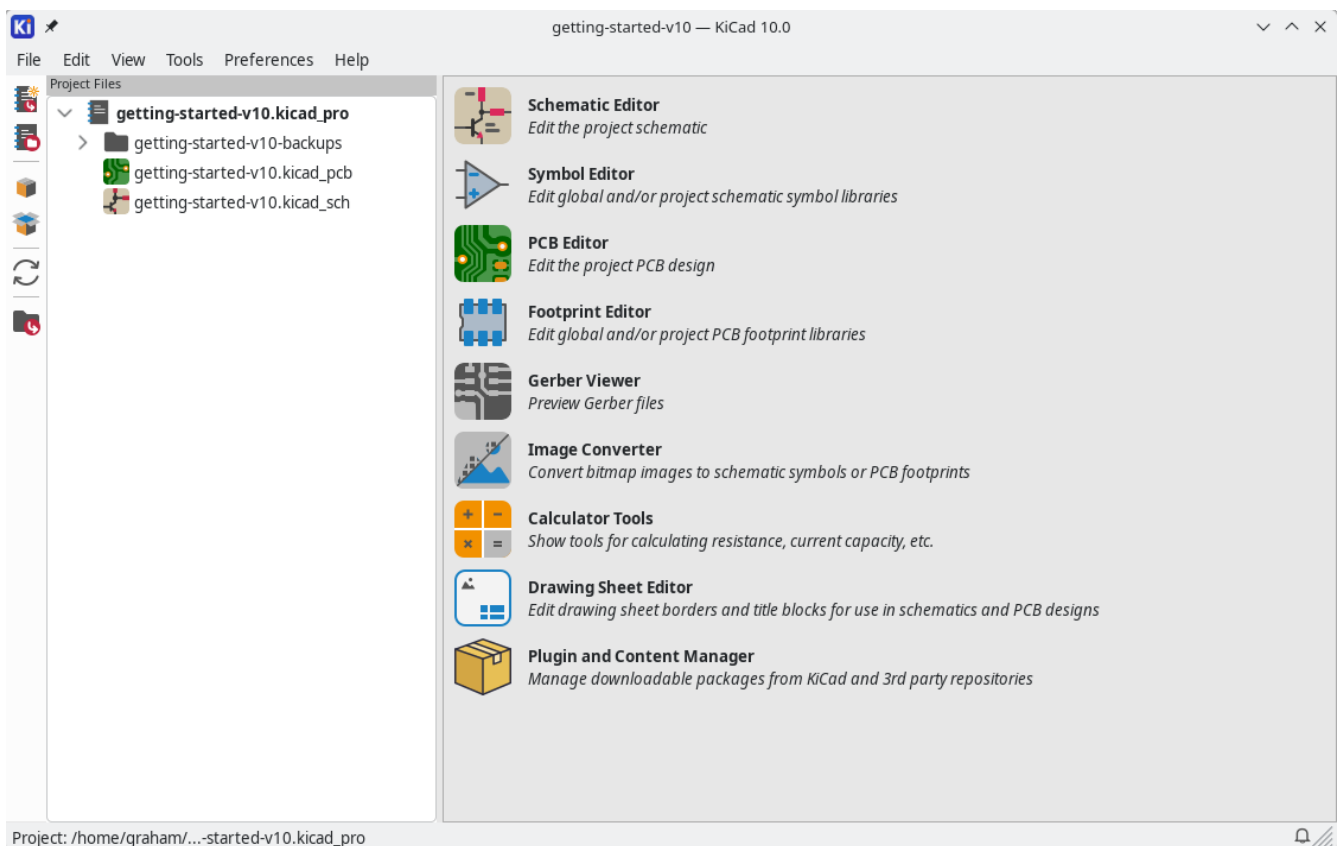 Ki
getting-started-v10 — KiCad 10.0
File Edit View Tools Preferences Help
Project Files
getting-started-v10.kicad_pro
getting-started-v10-backups
getting-started-v10.kicad_pcb
getting-started-v10.kicad_sch
Schematic Editor
Edit the project schematic
Symbol Editor
Edit global and/or project schematic symbol libraries
PCB Editor
Edit the project PCB design
Footprint Editor
Edit global and/or project PCB footprint libraries
Gerber Viewer
Preview Gerber files
Image Converter
Convert bitmap images to schematic symbols or PCB footprints
Calculator Tools
Show tools for calculating resistance, current capacity, etc.
Drawing Sheet Editor
Edit drawing sheet borders and title blocks for use in schematics and PCB designs
Plugin and Content Manager
Manage downloadable packages from KiCad and 3rd party repositories
Project: /home/graham/...-started-v10.kicad_pro